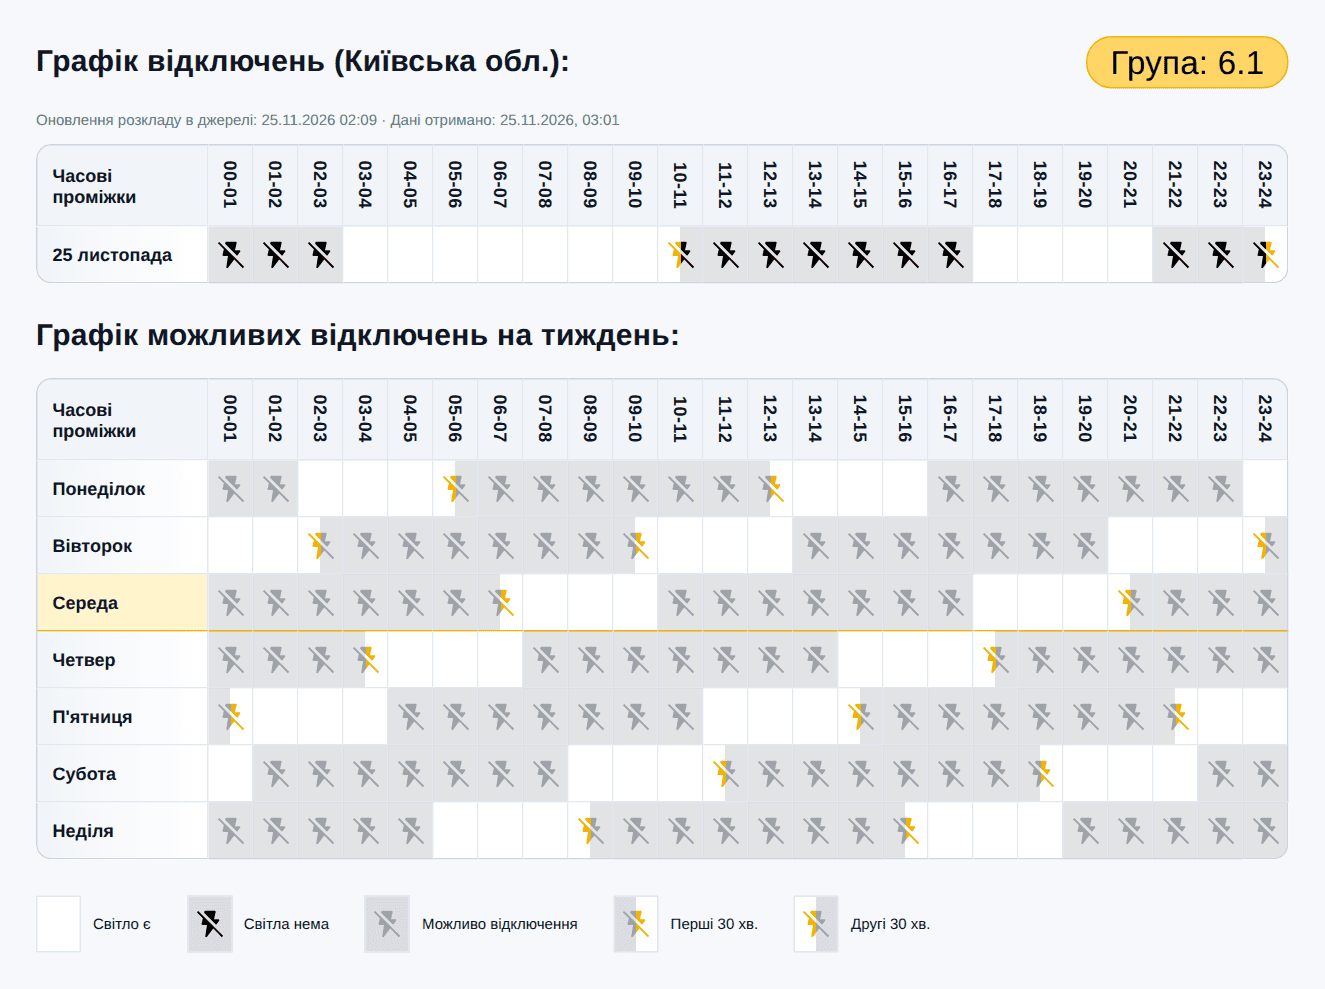 Графік відключень (Київська обл.):
Група: 6.1
Оновлення розкладу в джерелі: 25.11.2026 02:09 · Дані отримано: 25.11.2026, 03:01
Часові проміжки 00-01 01-02 02-03 03-04 04-05 05-06 06-07 07-08 08-09 09-10 10-11 11-12 12-13 13-14 14-15 15-16 16-17 17-18 18-19 19-20 20-21 21-22 22-23 23-24
25 листопада
Графік можливих відключень на тиждень:
Часові проміжки 00-01 01-02 02-03 03-04 04-05 05-06 06-07 07-08 08-09 09-10 10-11 11-12 12-13 13-14 14-15 15-16 16-17 17-18 18-19 19-20 20-21 21-22 22-23 23-24
Понеділок
Вівторок
Середа
Четвер
П'ятниця
Субота
Неділя
Світло є Світла нема Можливо відключення Перші 30 хв. Другі 30 хв.